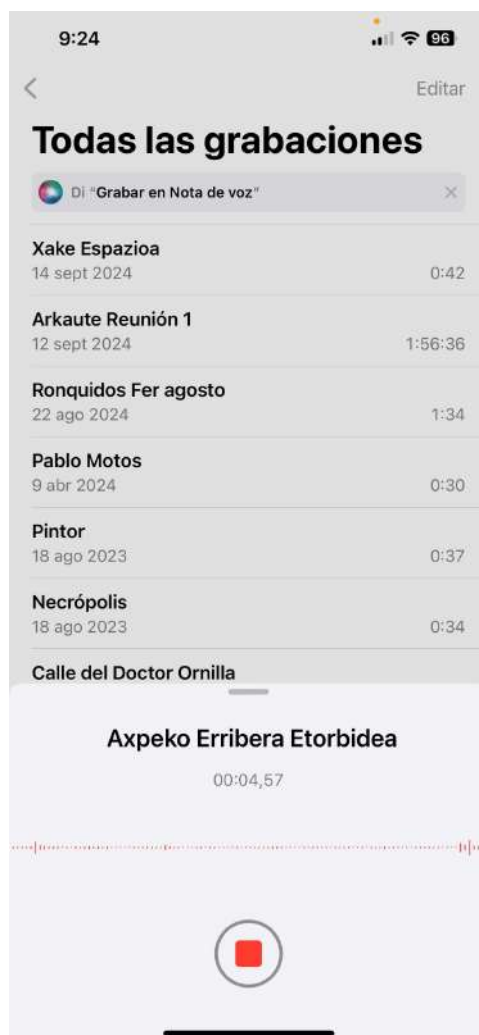 9:24
96
Editar
Todas las grabaciones
Di “Grabar en Nota de voz”
Xake Espazioa
14 sept 2024 0:42
Arkaute Reunión 1
12 sept 2024 1:56:36
Ronquidos Fer agosto
22 ago 2024 1:34
Pablo Motos
9 abr 2024 0:30
Pintor
18 ago 2023 0:37
Necrópolis
18 ago 2023 0:34
Calle del Doctor Ornilla
Axpeko Erribera Etorbidea
00:04,57